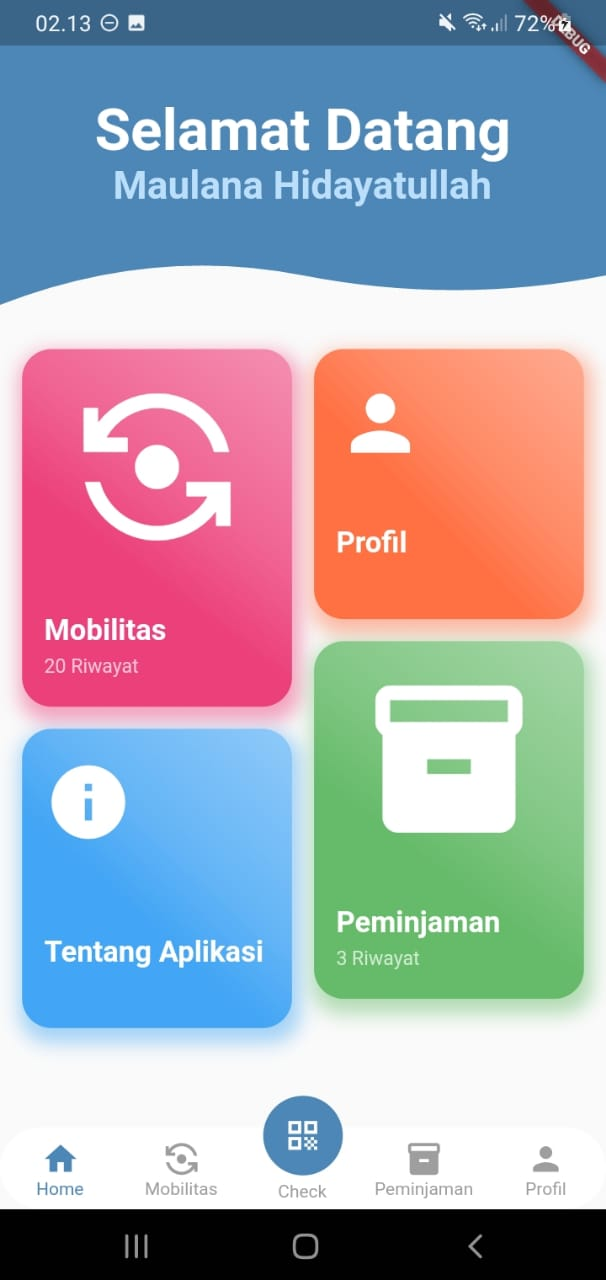 02.13
72%
DEBUG
Selamat Datang
Maulana Hidayatullah
Mobilitas
20 Riwayat
Profil
Tentang Aplikasi
Peminjaman
3 Riwayat
Home
Mobilitas
Check
Peminjaman
Profil